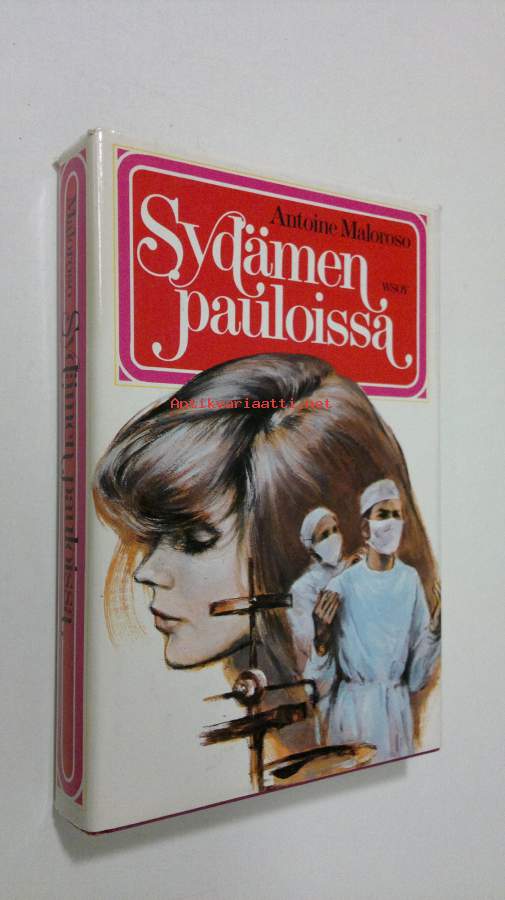 Antoine Maloroso
Sydämen
WSOY
pauloissa
Antikvariaatti.net
Maloroso Sydämen pauloissa